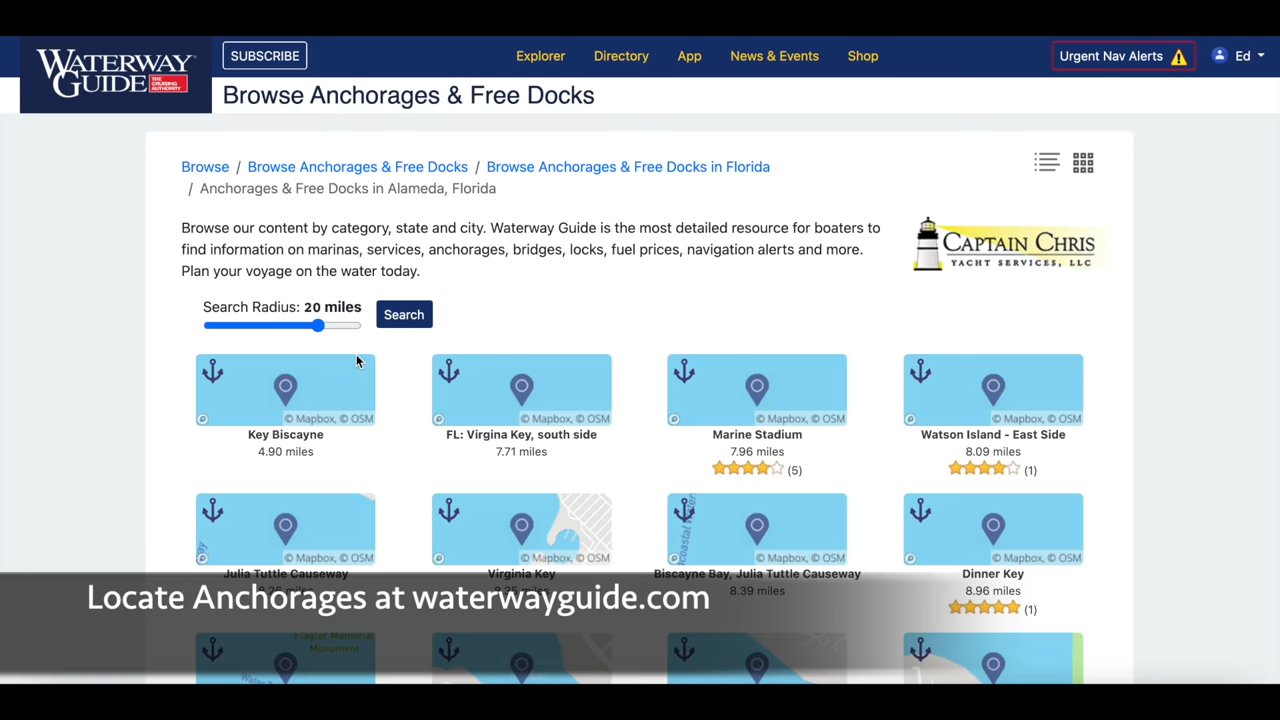 WATERWAY GUIDE THE CRUISING AUTHORITY
SUBSCRIBE
Explorer
Directory
App
News & Events
Shop
Urgent Nav Alerts
Ed
Browse Anchorages & Free Docks
Browse / Browse Anchorages & Free Docks / Browse Anchorages & Free Docks in Florida
/ Anchorages & Free Docks in Alameda, Florida
Browse our content by category, state and city. Waterway Guide is the most detailed resource for boaters to
find information on marinas, services, anchorages, bridges, locks, fuel prices, navigation alerts and more.
Plan your voyage on the water today.
CAPTAIN CHRIS
YACHT SERVICES, LLC
Search Radius: 20 miles
Search
© Mapbox, © OSM
© Mapbox, © OSM
© Mapbox, © OSM
© Mapbox, © OSM
Key Biscayne
FL: Virgina Key, south side
Marine Stadium
Watson Island - East Side
4.90 miles
7.71 miles
7.96 miles
8.09 miles
(5)
(1)
© Mapbox, © OSM
© Mapbox, © OSM
© Mapbox, © OSM
© Mapbox, © OSM
Julia Tuttle Causeway
Virginia Key
Biscayne Bay, Julia Tuttle Causeway
Dinner Key
8.39 miles
8.96 miles
(1)
Locate Anchorages at waterwayguide.com
Flagler Memorial
Monument